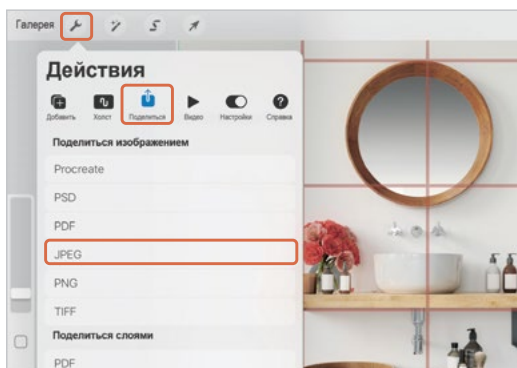 Галерея
Действия
Добавить Холст Поделиться Видео Настройки Справка
Поделиться изображением
Procreate
PSD
PDF
JPEG
PNG
TIFF
Поделиться слоями
PDF